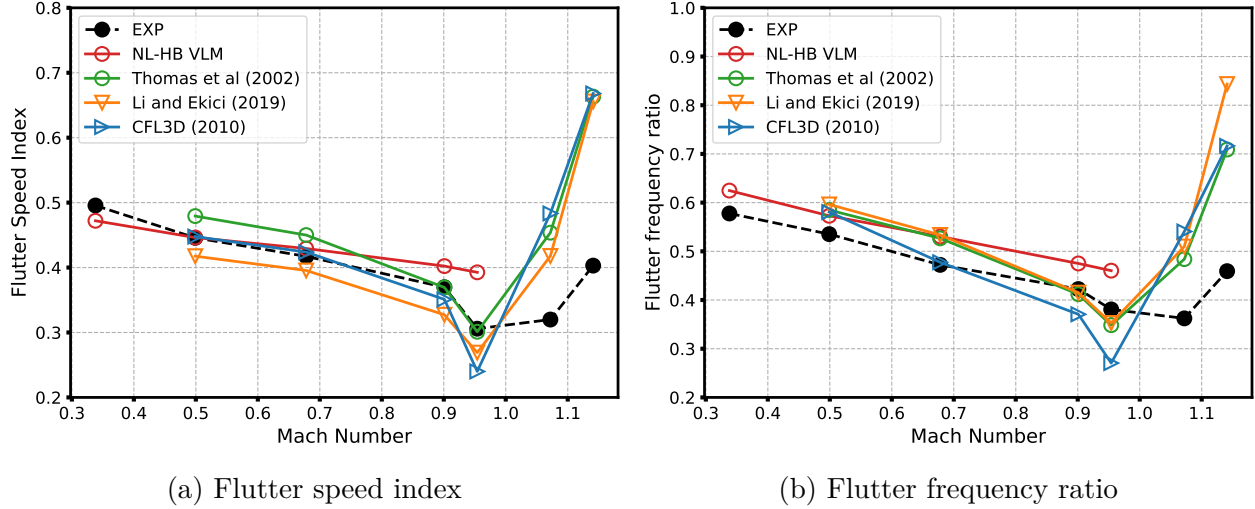 0.8
0.7
0.6
0.5
0.4
0.3
0.2
Flutter Speed Index
EXP
NL-HB VLM
Thomas et al (2002)
Li and Ekici (2019)
CFL3D (2010)
0.3 0.4 0.5 0.6 0.7 0.8 0.9 1.0 1.1
Mach Number
(a) Flutter speed index
1.0
0.9
0.8
0.7
0.6
0.5
0.4
0.3
0.2
Flutter frequency ratio
EXP
NL-HB VLM
Thomas et al (2002)
Li and Ekici (2019)
CFL3D (2010)
0.3 0.4 0.5 0.6 0.7 0.8 0.9 1.0 1.1
Mach Number
(b) Flutter frequency ratio